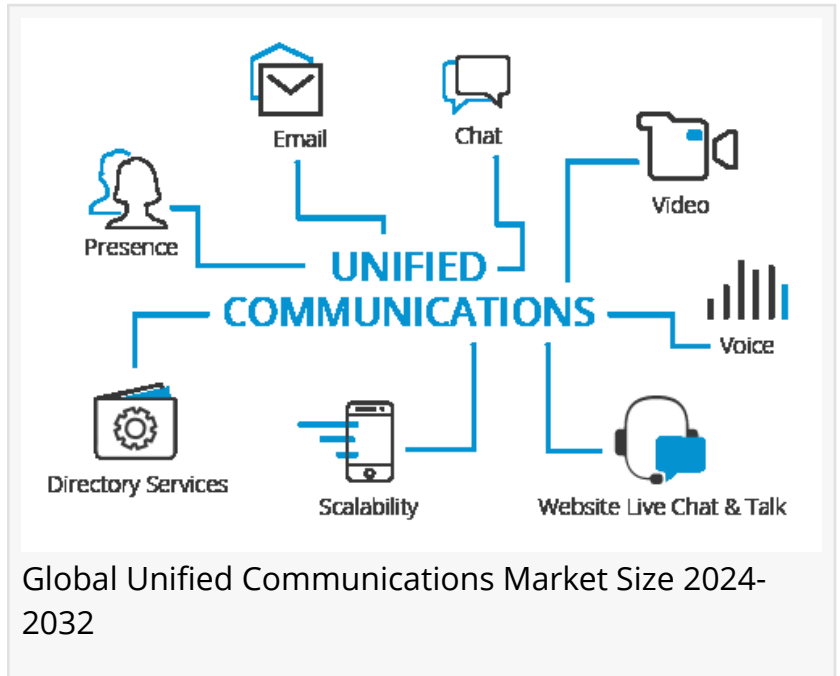 Email
Chat
Video
Presence
UNIFIED
COMMUNICATIONS
Voice
Directory Services
Scalability
Website Live Chat & Talk
Global Unified Communications Market Size 2024-
2032